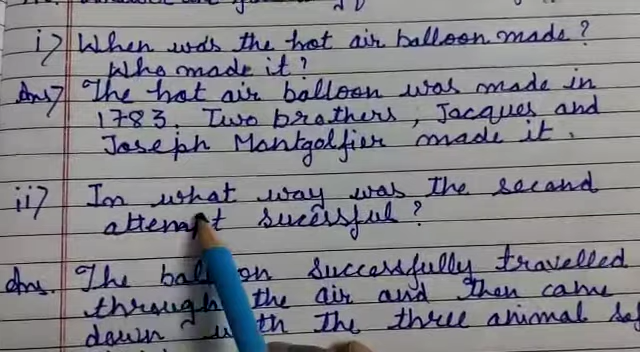 i) When was the hot air balloon made?
Who made it?
Ans) The hot air balloon was made in
1783. Two brothers, Jacques and
Joseph Montgolfier made it.
ii) In what way was the second
attempt sucessful?
Ans. The balloon successfully travelled
through the air and then came
down with the three animal